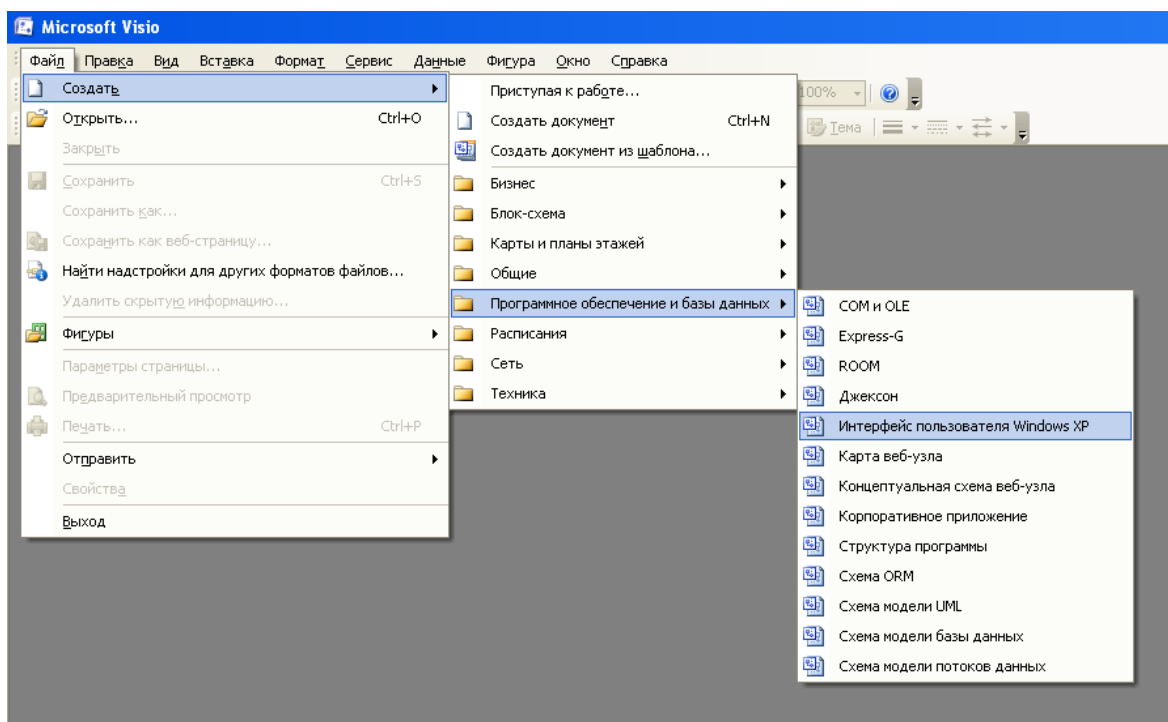 Microsoft Visio
Файл Правка Вид Вставка Формат Сервис Данные Фигура Окно Справка
Создать
Открыть... Ctrl+O
Закрыть
Сохранить Ctrl+S
Сохранить как...
Сохранить как веб-страницу...
Найти надстройки для других форматов файлов...
Удалить скрытую информацию...
Фигуры
Параметры страницы...
Предварительный просмотр
Печать... Ctrl+P
Отправить
Свойства
Выход
Приступая к работе...
Создать документ Ctrl+N
Создать документ из шаблона...
Бизнес
Блок-схема
Карты и планы этажей
Общие
Программное обеспечение и базы данных
Расписания
Сеть
Техника
100%
Тема
COM и OLE
Express-G
ROOM
Джексон
Интерфейс пользователя Windows XP
Карта веб-узла
Концептуальная схема веб-узла
Корпоративное приложение
Структура программы
Схема ORM
Схема модели UML
Схема модели базы данных
Схема модели потоков данных